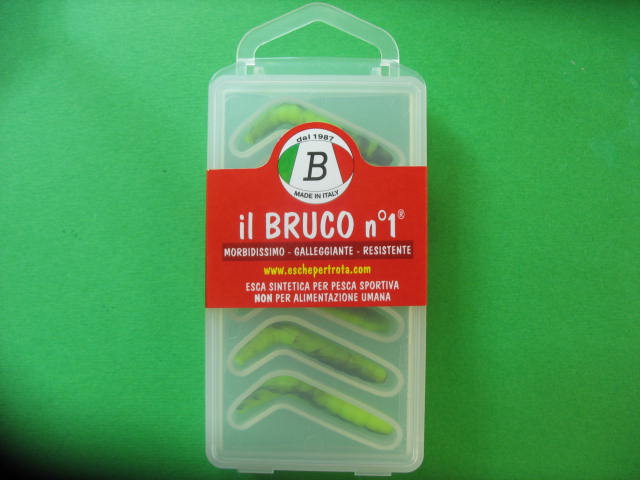 dal 1987
B
MADE IN ITALY
il BRUCO n°1®
MORBIDISSIMO - GALLEGGIANTE - RESISTENTE
www.eschepertrota.com
ESCA SINTETICA PER PESCA SPORTIVA
NON PER ALIMENTAZIONE UMANA